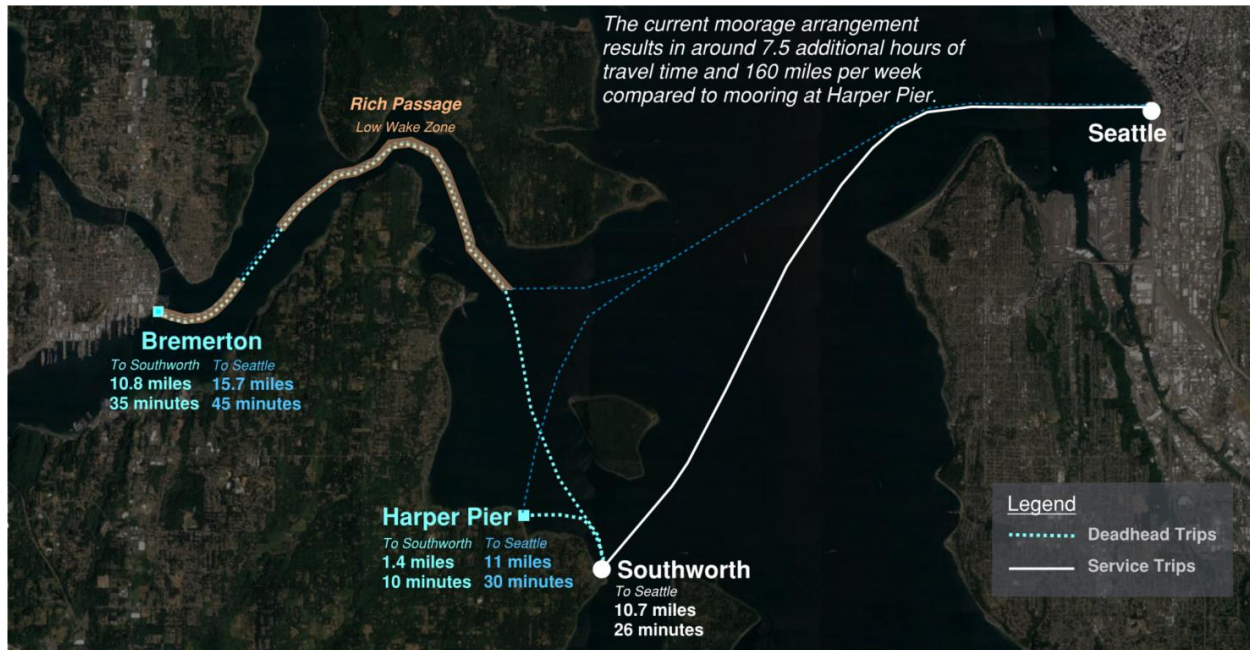 The current moorage arrangement
results in around 7.5 additional hours of
travel time and 160 miles per week
compared to mooring at Harper Pier.
Rich Passage
Low Wake Zone
Seattle
Bremerton
To Southworth To Seattle
10.8 miles 15.7 miles
35 minutes 45 minutes
Harper Pier
To Southworth To Seattle
1.4 miles 11 miles
10 minutes 30 minutes
Southworth
To Seattle
10.7 miles
26 minutes
Legend
Deadhead Trips
Service Trips